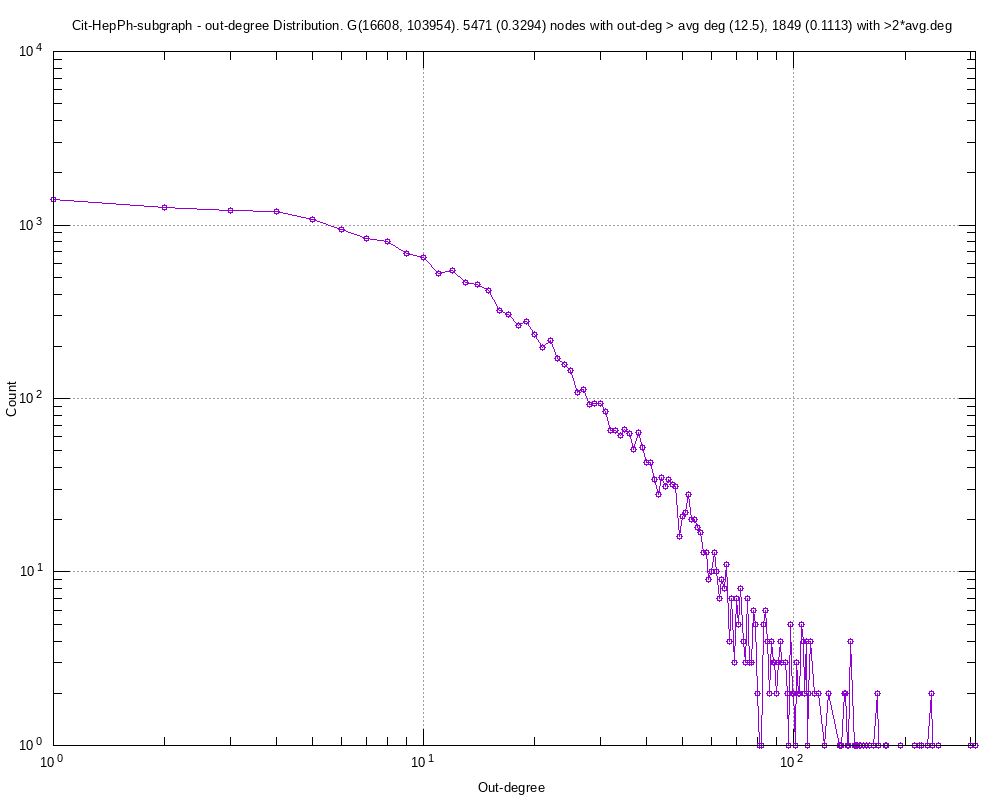 Cit-HepPh-subgraph - out-degree Distribution. G(16608, 103954). 5471 (0.3294) nodes with out-deg > avg deg (12.5), 1849 (0.1113) with >2*avg.deg
10^4
10^3
10^2
10^1
10^0
Count
10^0 10^1 10^2
Out-degree